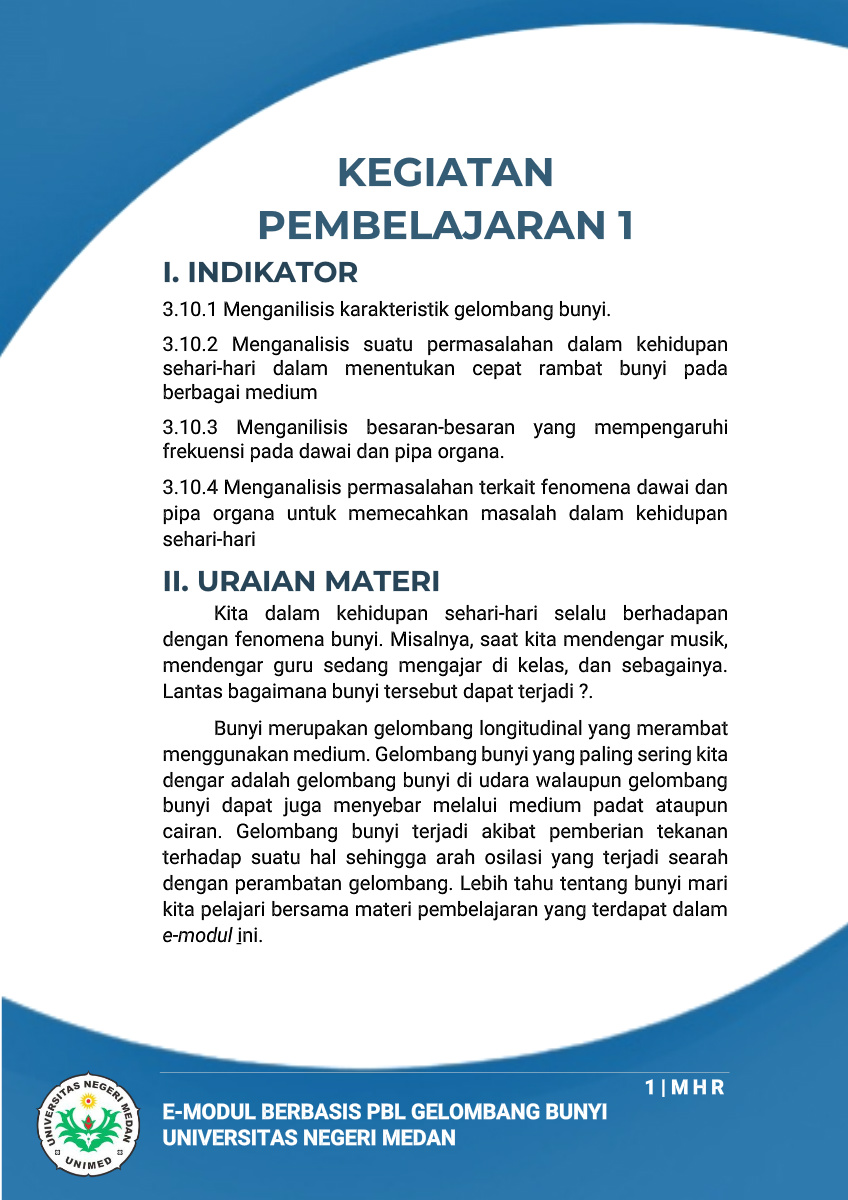 KEGIATAN
PEMBELAJARAN 1
I. INDIKATOR
3.10.1 Menganilisis karakteristik gelombang bunyi.
3.10.2 Menganalisis suatu permasalahan dalam kehidupan
sehari-hari dalam menentukan cepat rambat bunyi pada
berbagai medium
3.10.3 Menganilisis besaran-besaran yang mempengaruhi
frekuensi pada dawai dan pipa organa.
3.10.4 Menganalisis permasalahan terkait fenomena dawai dan
pipa organa untuk memecahkan masalah dalam kehidupan
sehari-hari
II. URAIAN MATERI
Kita dalam kehidupan sehari-hari selalu berhadapan
dengan fenomena bunyi. Misalnya, saat kita mendengar musik,
mendengar guru sedang mengajar di kelas, dan sebagainya.
Lantas bagaimana bunyi tersebut dapat terjadi ?.
Bunyi merupakan gelombang longitudinal yang merambat
menggunakan medium. Gelombang bunyi yang paling sering kita
dengar adalah gelombang bunyi di udara walaupun gelombang
bunyi dapat juga menyebar melalui medium padat ataupun
cairan. Gelombang bunyi terjadi akibat pemberian tekanan
terhadap suatu hal sehingga arah osilasi yang terjadi searah
dengan perambatan gelombang. Lebih tahu tentang bunyi mari
kita pelajari bersama materi pembelajaran yang terdapat dalam
e-modul ini.
1 | M H R
E-MODUL BERBASIS PBL GELOMBANG BUNYI
UNIVERSITAS NEGERI MEDAN
UNIVERSITAS NEGERI MEDAN
UNIMED